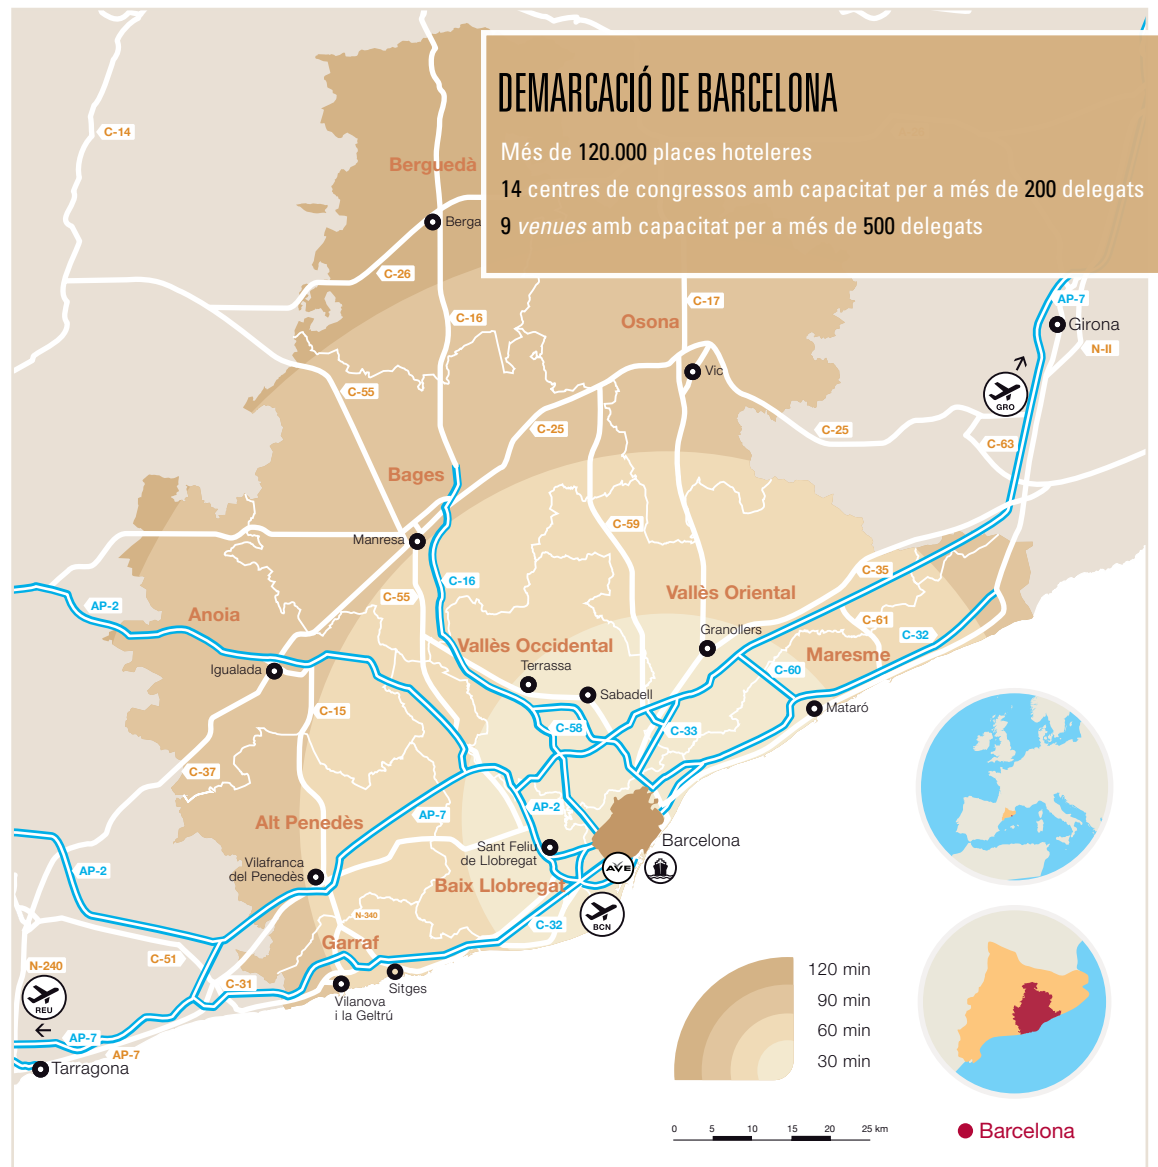 DEMARCACIÓ DE BARCELONA
Més de 120.000 places hoteleres
14 centres de congressos amb capacitat per a més de 200 delegats
9 venues amb capacitat per a més de 500 delegats
C-14
Berguedà
Berga
C-26
C-16
C-17
Osona
AP-7
Girona
N-II
Vic
C-55
GRO
C-25
C-25
C-63
Bages
C-59
Manresa
C-16
C-35
C-55
Vallès Oriental
AP-2
Anoia
C-61
Granollers
C-32
Vallès Occidental
Maresme
Terrassa
Igualada
C-60
Sabadell
Mataró
C-15
C-58
C-33
C-37
AP-7
AP-2
Alt Penedès
Barcelona
Sant Feliu
de Llobregat
Vilafranca
del Penedès
AP-2
AVE
Baix Llobregat
N-340
C-32
BCN
Garraf
C-51
N-240
C-31
Sitges
Vilanova
i la Geltrú
REU
AP-7
AP-7
Tarragona
120 min
90 min
60 min
30 min
0 5 10 15 20 25 km
Barcelona